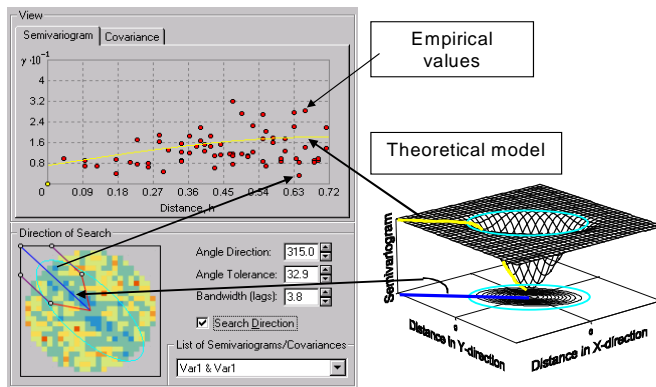 View
Semivariogram Covariance
γ·10⁻¹
4
3.2
2.4
1.6
0.8
0 0.09 0.18 0.27 0.36 0.45 0.54 0.63 0.72
Distance, h
Empirical
values
Theoretical model
Direction of Search
Angle Direction: 315.0
Angle Tolerance: 32.9
Bandwidth (lags): 3.8
Search Direction
List of Semivariograms/Covariances
Var1 & Var1
Semivariogram
0
Distance in Y-direction
0
Distance in X-direction